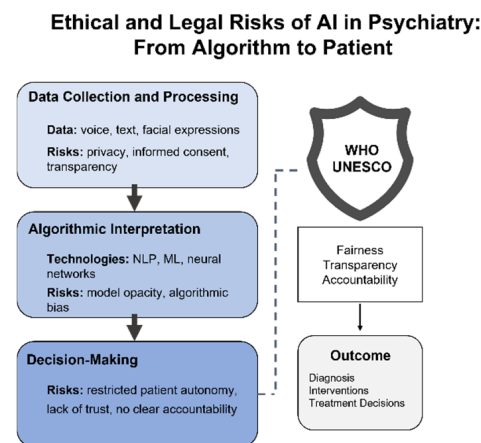 Ethical and Legal Risks of AI in Psychiatry:
From Algorithm to Patient
Data Collection and Processing
Data: voice, text, facial expressions
Risks: privacy, informed consent,
transparency
Algorithmic Interpretation
Technologies: NLP, ML, neural
networks
Risks: model opacity, algorithmic
bias
Decision-Making
Risks: restricted patient autonomy,
lack of trust, no clear accountability
WHO
UNESCO
Fairness
Transparency
Accountability
Outcome
Diagnosis
Interventions
Treatment Decisions